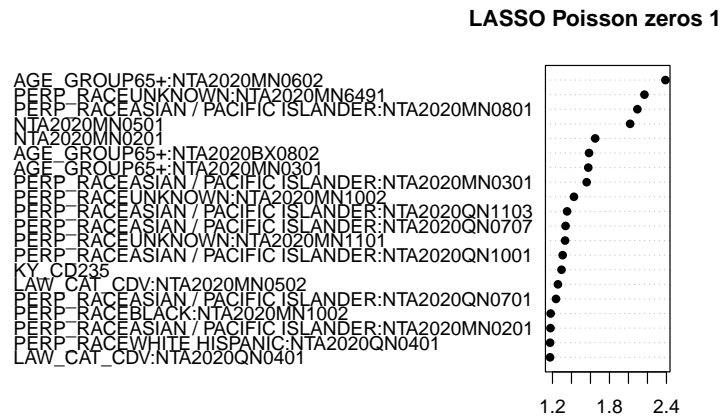 LASSO Poisson zeros 1
AGE_GROUP65+:NTA2020MN0602
PERP_RACEUNKNOWN:NTA2020MN6491
PERP_RACEASIAN / PACIFIC ISLANDER:NTA2020MN0801
NTA2020MN0501
NTA2020MN0201
AGE_GROUP65+:NTA2020BX0802
AGE_GROUP65+:NTA2020MN0301
PERP_RACEASIAN / PACIFIC ISLANDER:NTA2020MN0301
PERP_RACEUNKNOWN:NTA2020MN1002
PERP_RACEASIAN / PACIFIC ISLANDER:NTA2020QN1103
PERP_RACEASIAN / PACIFIC ISLANDER:NTA2020QN0707
PERP_RACEUNKNOWN:NTA2020MN1101
PERP_RACEASIAN / PACIFIC ISLANDER:NTA2020QN1001
KY_CD235
LAW_CAT_CDV:NTA2020MN0502
PERP_RACEASIAN / PACIFIC ISLANDER:NTA2020QN0701
PERP_RACEBLACK:NTA2020MN1002
PERP_RACEASIAN / PACIFIC ISLANDER:NTA2020MN0201
PERP_RACEWHITE HISPANIC:NTA2020QN0401
LAW_CAT_CDV:NTA2020QN0401
1.2 1.8 2.4